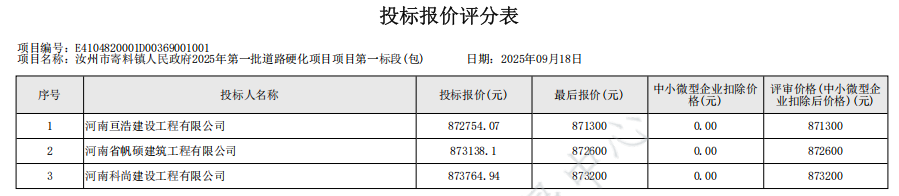 投标报价评分表
项目编号：E4104820001D00369001001
项目名称：汝州市寄料镇人民政府2025年第一批道路硬化项目项目第一标段(包) 日期：2025年09月18日
序号 投标人名称 投标报价(元) 最后报价(元) 中小微型企业扣除价格(元) 评审价格(中小微型企业扣除后价格)(元)
1 河南亘浩建设工程有限公司 872754.07 871300 0.00 871300
2 河南省帆硕建筑工程有限公司 873138.1 872600 0.00 872600
3 河南科尚建设工程有限公司 873764.94 873200 0.00 873200
中心